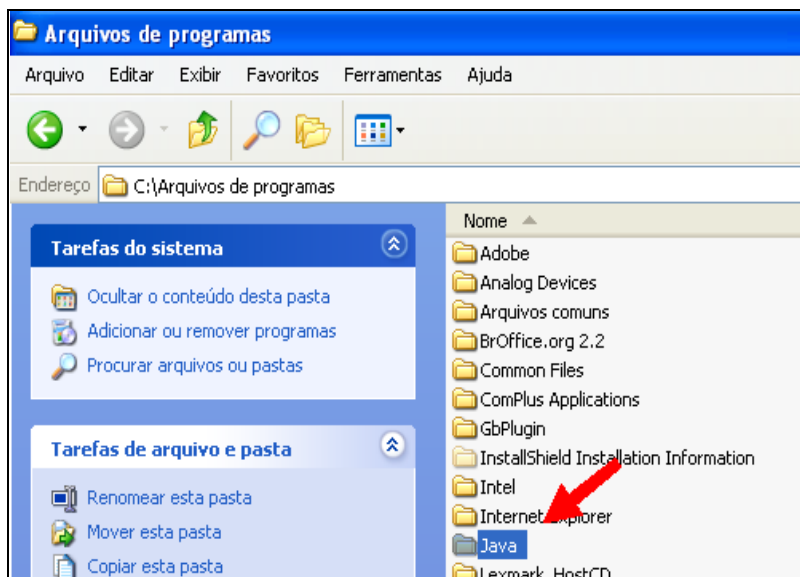 Arquivos de programas
Arquivo Editar Exibir Favoritos Ferramentas Ajuda
Endereço C:\Arquivos de programas
Tarefas do sistema
Ocultar o conteúdo desta pasta
Adicionar ou remover programas
Procurar arquivos ou pastas
Tarefas de arquivo e pasta
Renomear esta pasta
Mover esta pasta
Copiar esta pasta
Nome
Adobe
Analog Devices
Arquivos comuns
BrOffice.org 2.2
Common Files
ComPlus Applications
GbPlugin
InstallShield Installation Information
Intel
Internet Explorer
Java
Lexmark_HostCD